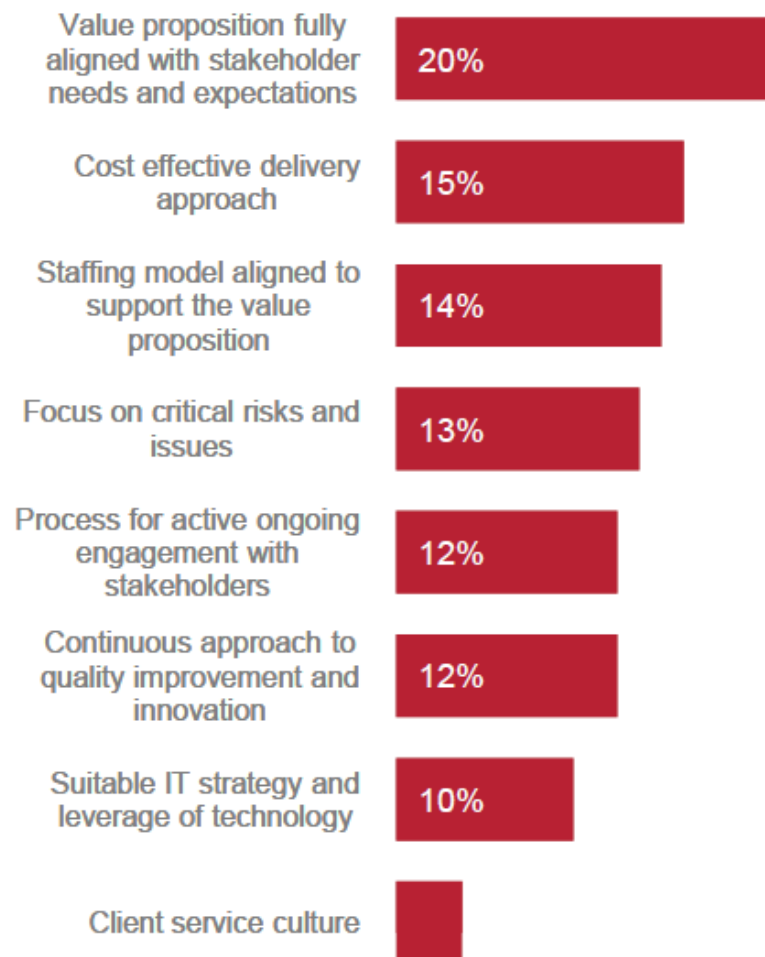 Value proposition fully
aligned with stakeholder
needs and expectations
20%
Cost effective delivery
approach
15%
Staffing model aligned to
support the value
proposition
14%
Focus on critical risks and
issues
13%
Process for active ongoing
engagement with
stakeholders
12%
Continuous approach to
quality improvement and
innovation
12%
Suitable IT strategy and
leverage of technology
10%
Client service culture